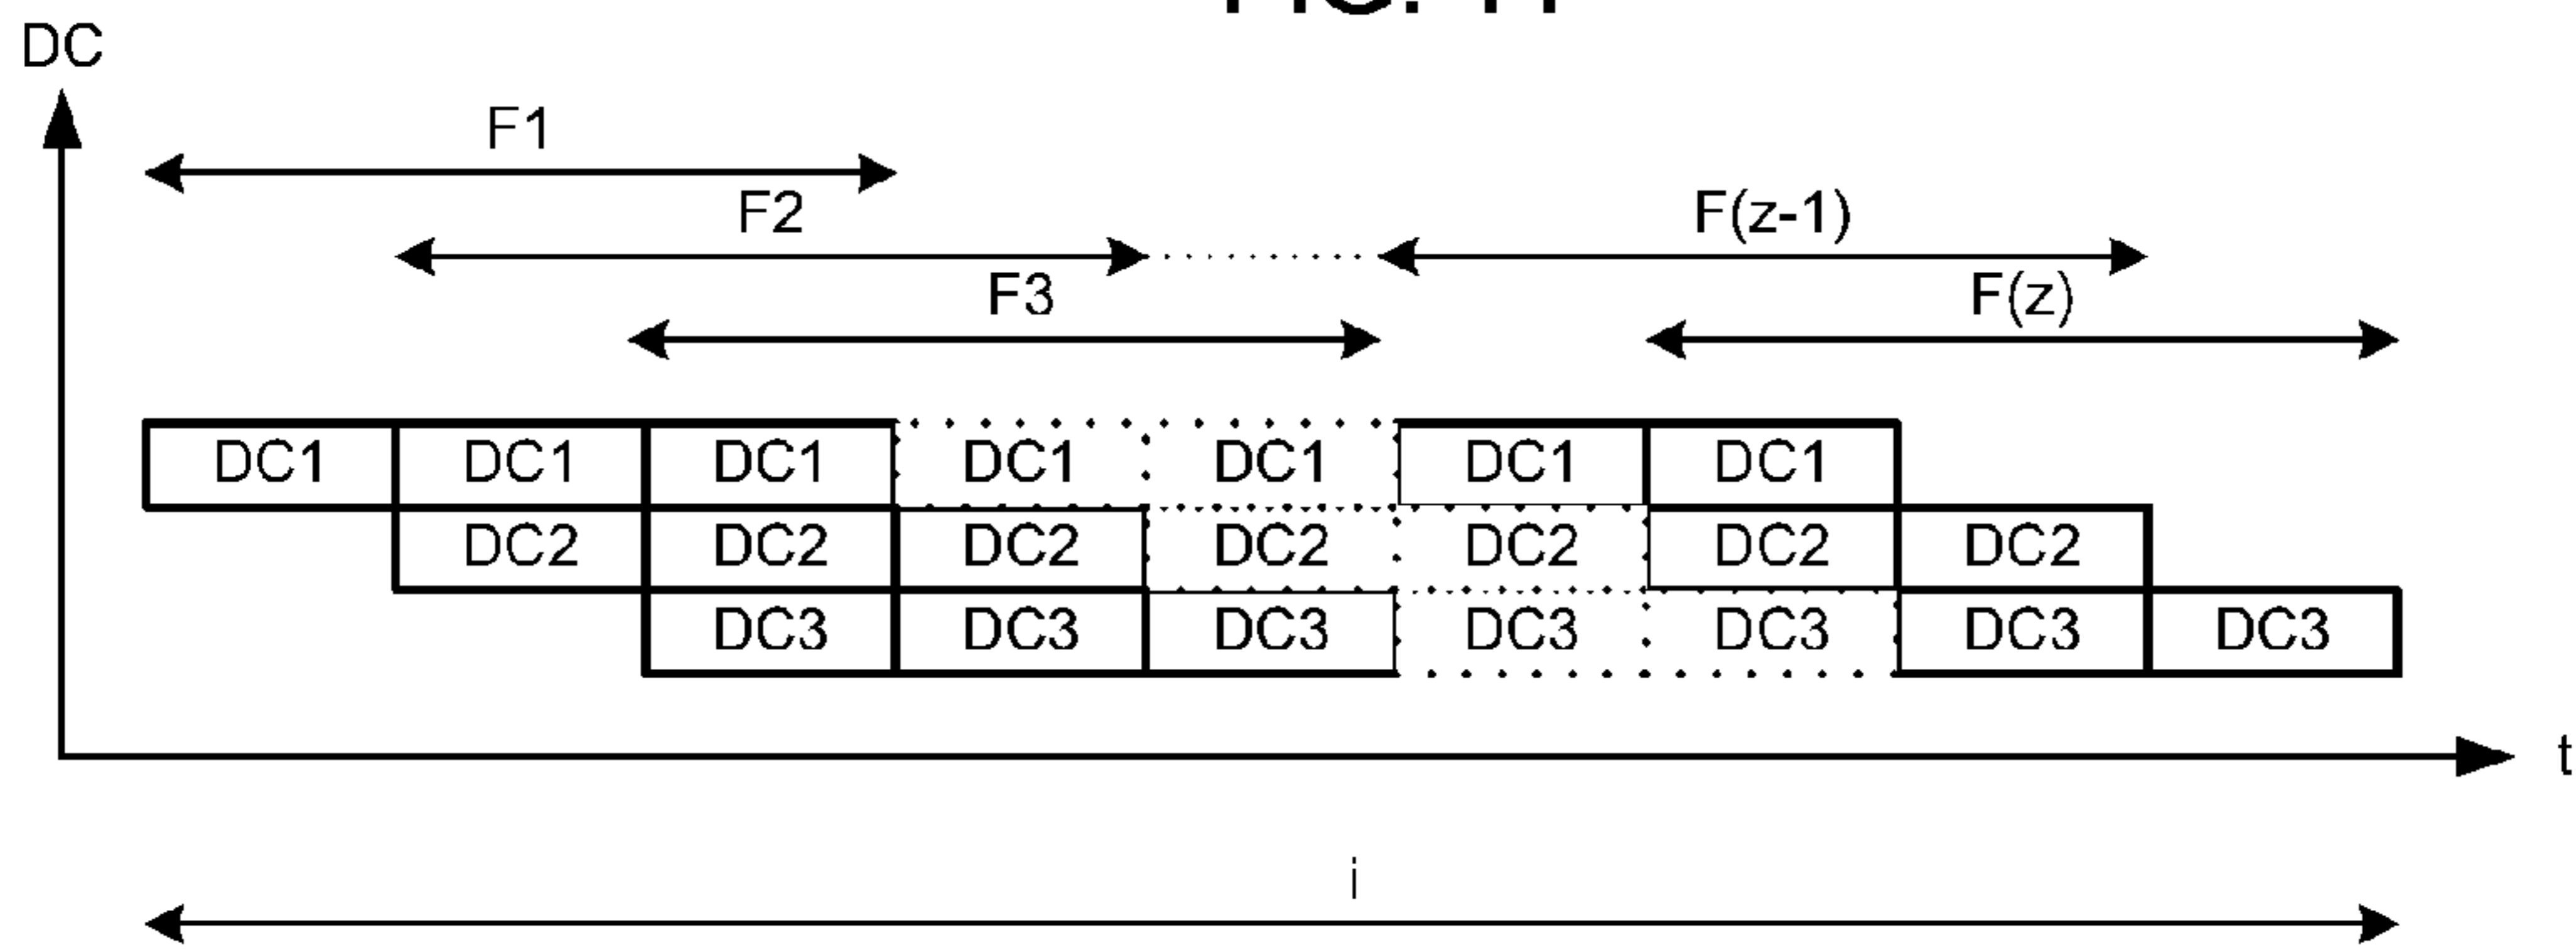 DC
F1
F2 F(z-1)
F3 F(z)
DC1 DC1 DC1 DC1 DC1 DC1 DC1
DC2 DC2 DC2 DC2 DC2 DC2 DC2
DC3 DC3 DC3 DC3 DC3 DC3 DC3
t
i